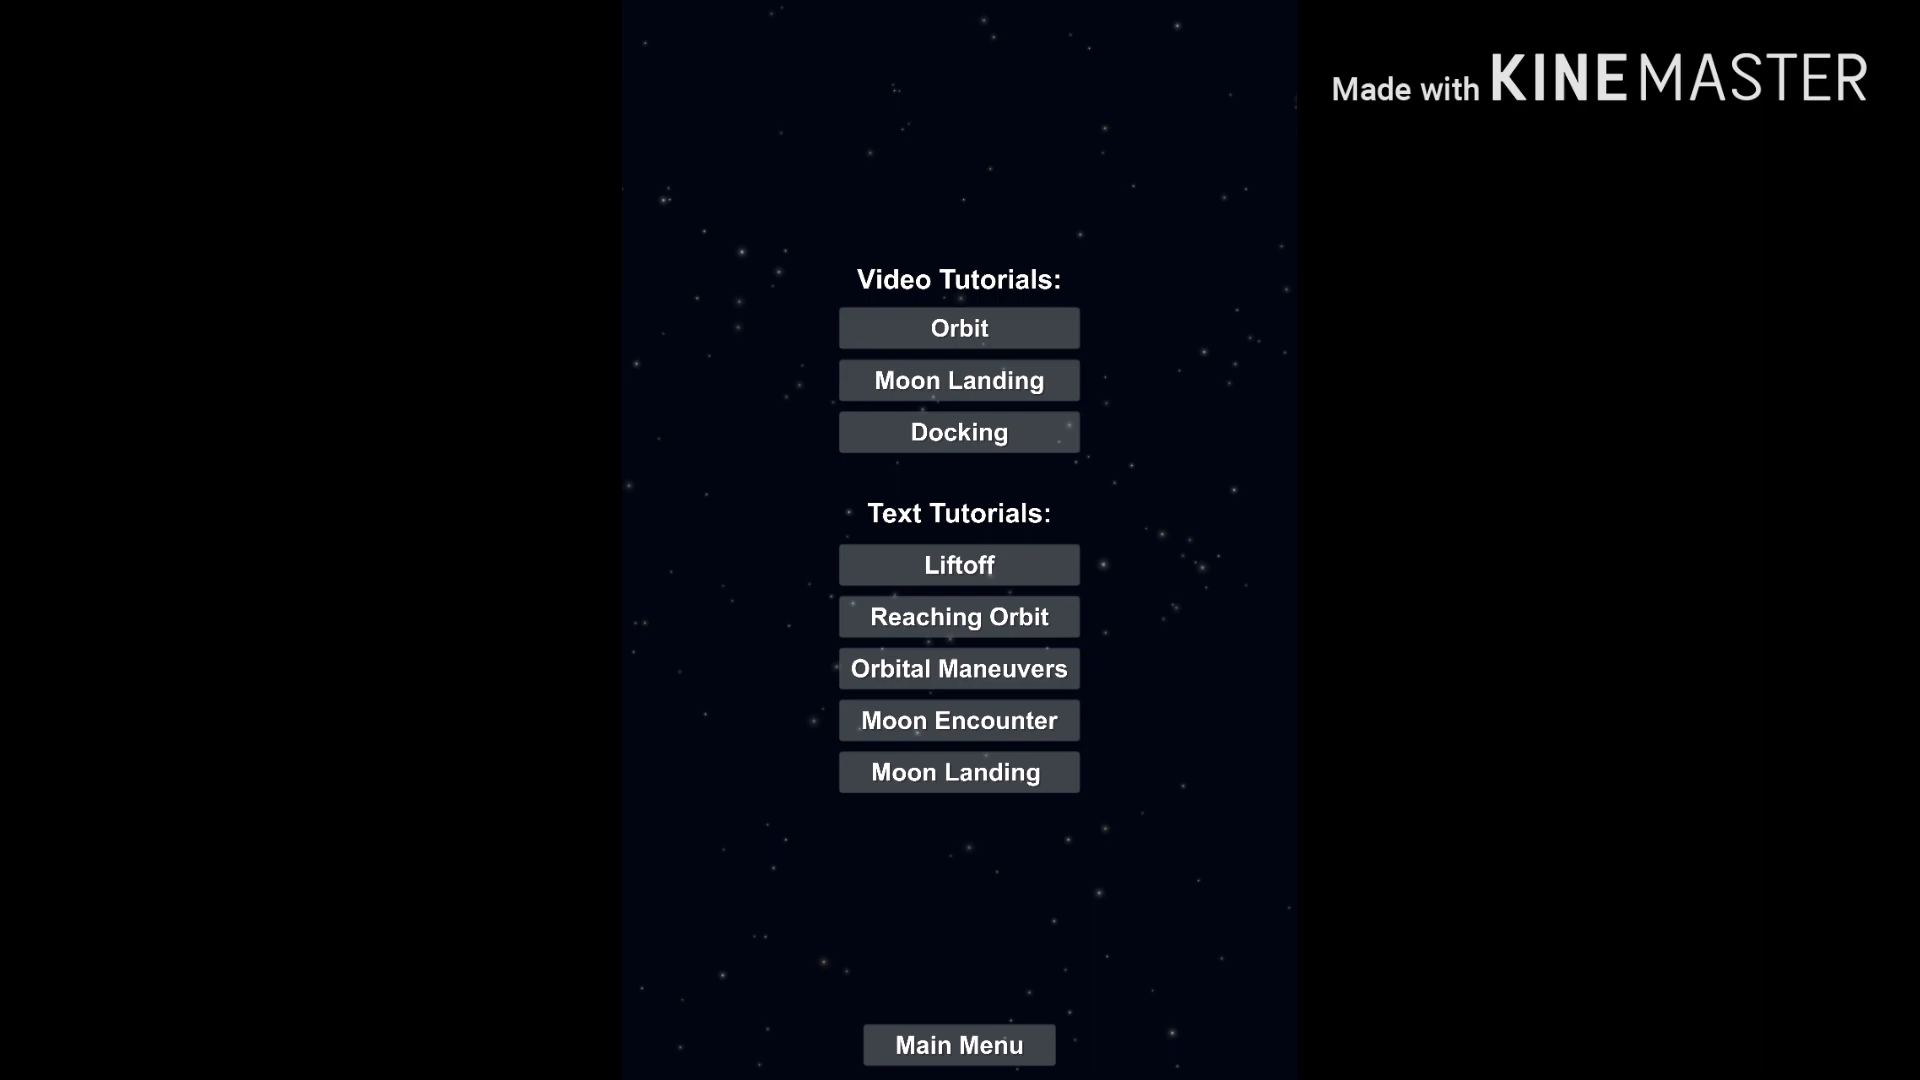 Made with KINEMASTER
Video Tutorials:
Orbit
Moon Landing
Docking
Text Tutorials:
Liftoff
Reaching Orbit
Orbital Maneuvers
Moon Encounter
Moon Landing
Main Menu